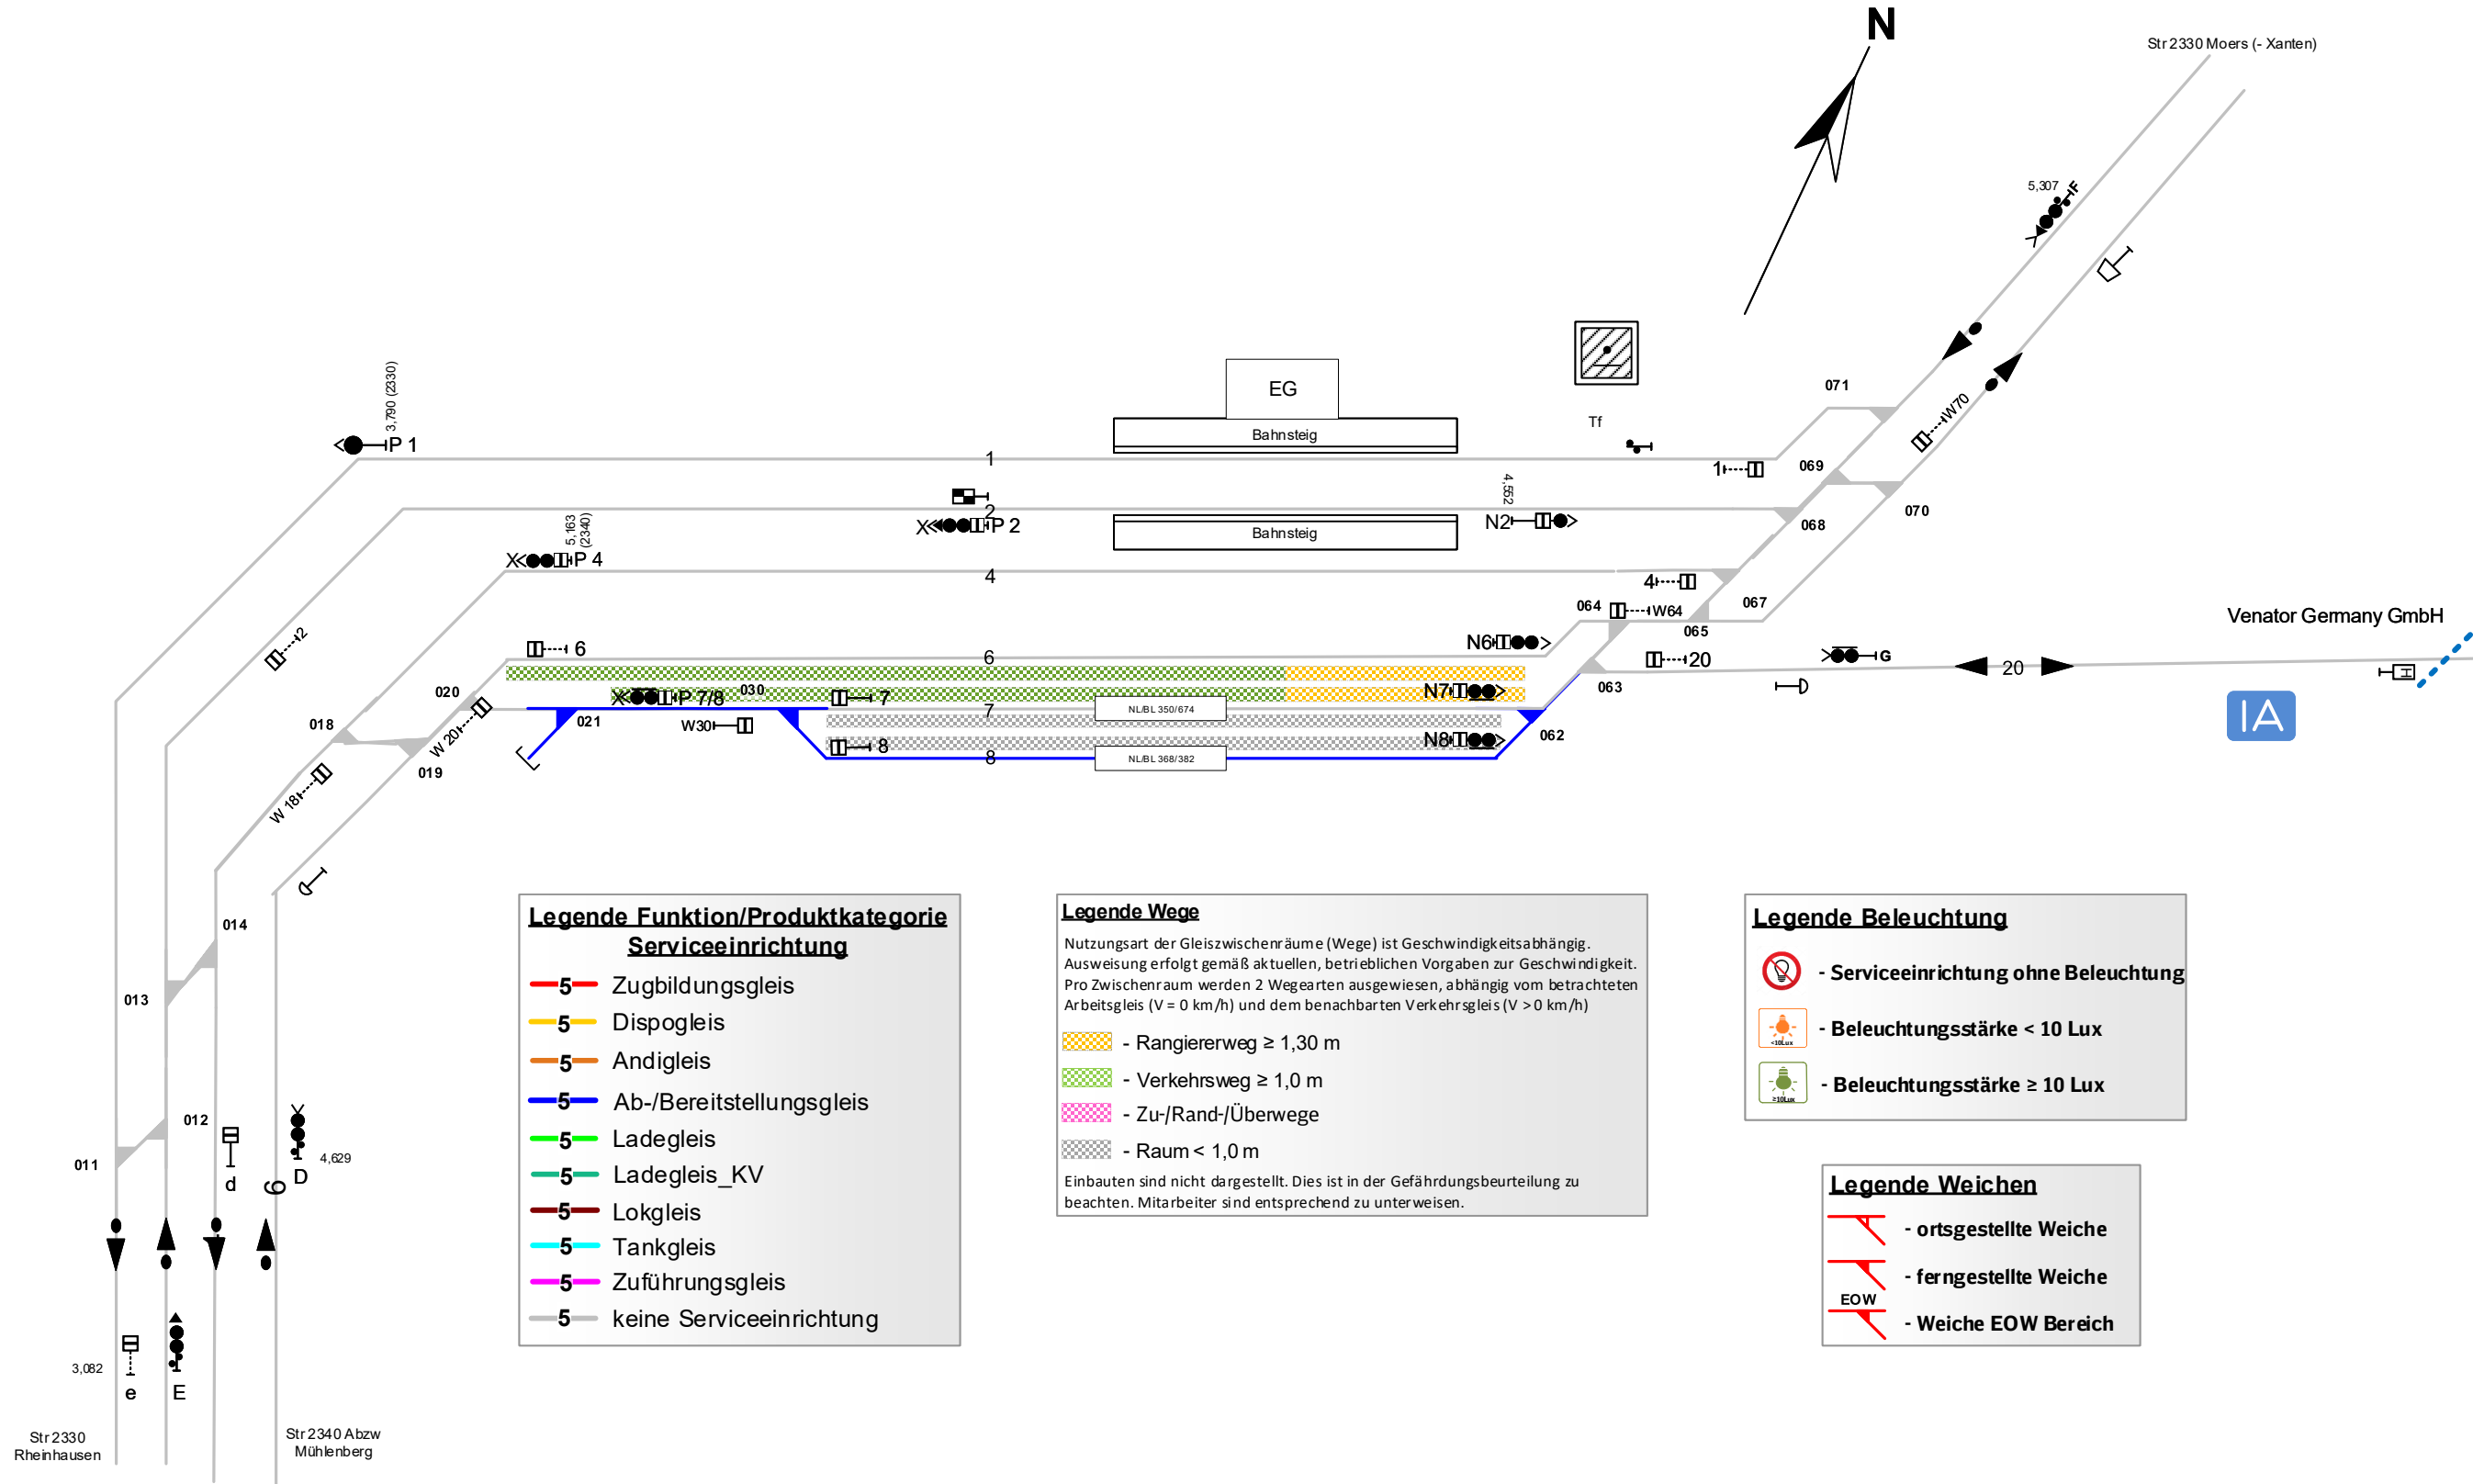 N
Str 2330 Moers (- Xanten)
5,307
F
071
W70
EG
Bahnsteig
Tf
3,790 (2330)
P 1
1
1
069
070
2
P 2
X
4,552
N2
Bahnsteig
068
5,163
(2340)
X
P 4
4
4
2
064
W64
067
065
Venator Germany GmbH
6
6
N6
20
G
20
H
063
020
X
P 7/8
030
7
N7
7
NL/BL 350/674
IA
018
W 20
021
W30
8
N8
062
8
NL/BL 368/382
019
W 18
014
013
012
011
d
D
4,629
9
3,082
e
E
Str 2330
Rheinhausen
Str 2340 Abzw
Mühlenberg
Legende Funktion/Produktkategorie
Serviceeinrichtung
5 Zugbildungsgleis
5 Dispogleis
5 Andigleis
5 Ab-/Bereitstellungsgleis
5 Ladegleis
5 Ladegleis_KV
5 Lokgleis
5 Tankgleis
5 Zuführungsgleis
5 keine Serviceeinrichtung
Legende Wege
Nutzungsart der Gleiszwischenräume (Wege) ist Geschwindigkeitsabhängig.
Ausweisung erfolgt gemäß aktuellen, betrieblichen Vorgaben zur Geschwindigkeit.
Pro Zwischenraum werden 2 Wegearten ausgewiesen, abhängig vom betrachteten
Arbeitsgleis (V = 0 km/h) und dem benachbarten Verkehrsgleis (V > 0 km/h)
- Rangiererweg ≥ 1,30 m
- Verkehrsweg ≥ 1,0 m
- Zu-/Rand-/Überwege
- Raum < 1,0 m
Einbauten sind nicht dargestellt. Dies ist in der Gefährdungsbeurteilung zu
beachten. Mitarbeiter sind entsprechend zu unterweisen.
Legende Beleuchtung
- Serviceeinrichtung ohne Beleuchtung
<10Lux
- Beleuchtungsstärke < 10 Lux
≥10Lux
- Beleuchtungsstärke ≥ 10 Lux
Legende Weichen
- ortsgestellte Weiche
- ferngestellte Weiche
EOW
- Weiche EOW Bereich